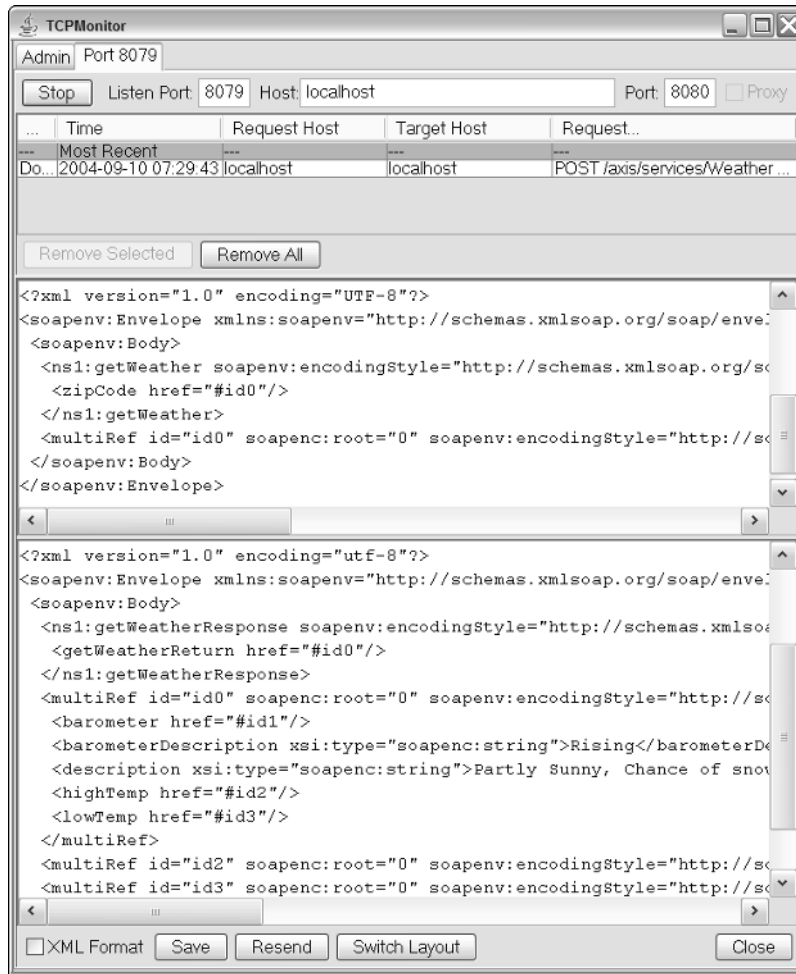 TCPMonitor
Admin Port 8079
Stop Listen Port: 8079 Host: localhost Port: 8080 Proxy
... Time Request Host Target Host Request...
--- Most Recent --- --- ---
Do... 2004-09-10 07:29:43 localhost localhost POST /axis/services/Weather ...
Remove Selected Remove All
<?xml version="1.0" encoding="UTF-8"?>
<soapenv:Envelope xmlns:soapenv="http://schemas.xmlsoap.org/soap/enve
<soapenv:Body>
<ns1:getWeather soapenv:encodingStyle="http://schemas.xmlsoap.org/so
<zipCode href="#id0"/>
</ns1:getWeather>
<multiRef id="id0" soapenc:root="0" soapenv:encodingStyle="http://sc
</soapenv:Body>
</soapenv:Envelope>
<?xml version="1.0" encoding="utf-8"?>
<soapenv:Envelope xmlns:soapenv="http://schemas.xmlsoap.org/soap/enve
<soapenv:Body>
<ns1:getWeatherResponse soapenv:encodingStyle="http://schemas.xmlsoa
<getWeatherReturn href="#id0"/>
</ns1:getWeatherResponse>
<multiRef id="id0" soapenc:root="0" soapenv:encodingStyle="http://sc
<barometer href="#id1"/>
<barometerDescription xsi:type="soapenc:string">Rising</barometerDe
<description xsi:type="soapenc:string">Partly Sunny, Chance of snow
<highTemp href="#id2"/>
<lowTemp href="#id3"/>
</multiRef>
<multiRef id="id2" soapenc:root="0" soapenv:encodingStyle="http://sc
<multiRef id="id3" soapenc:root="0" soapenv:encodingStyle="http://sc
XML Format Save Resend Switch Layout Close